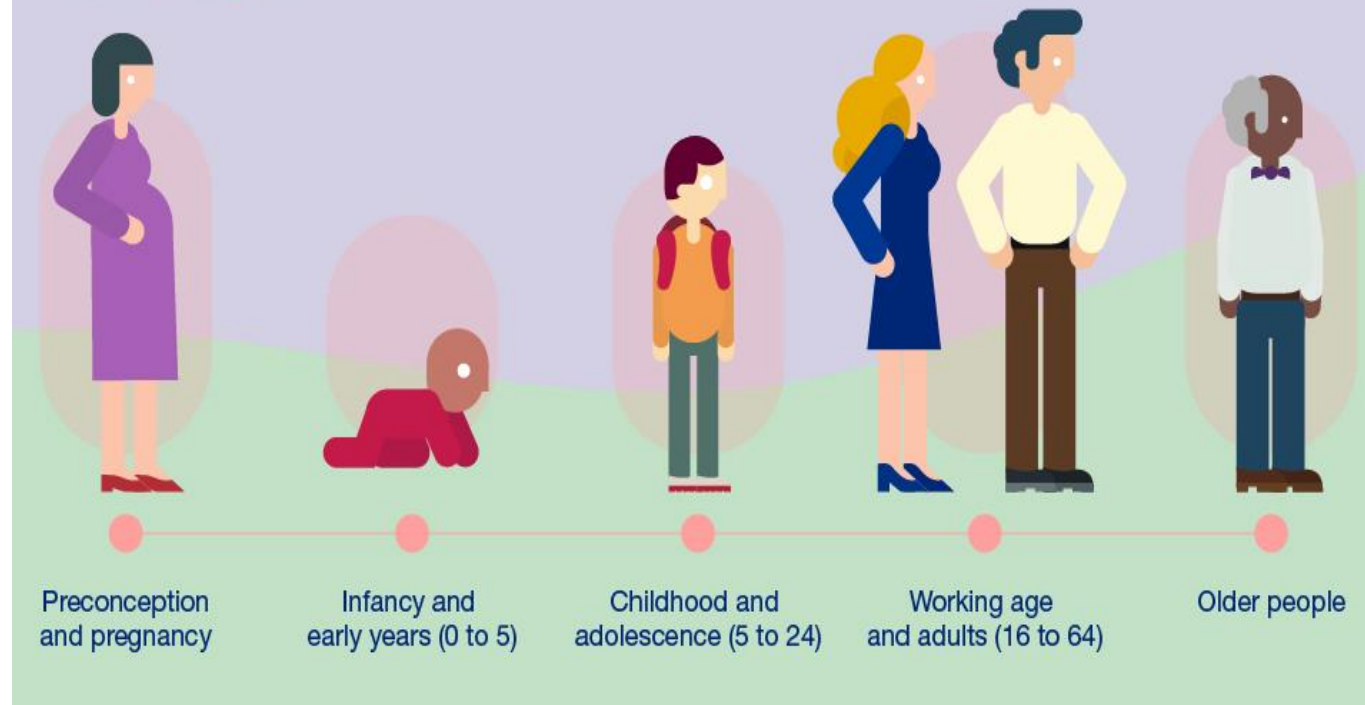 Preconception
and pregnancy
Infancy and
early years (0 to 5)
Childhood and
adolescence (5 to 24)
Working age
and adults (16 to 64)
Older people